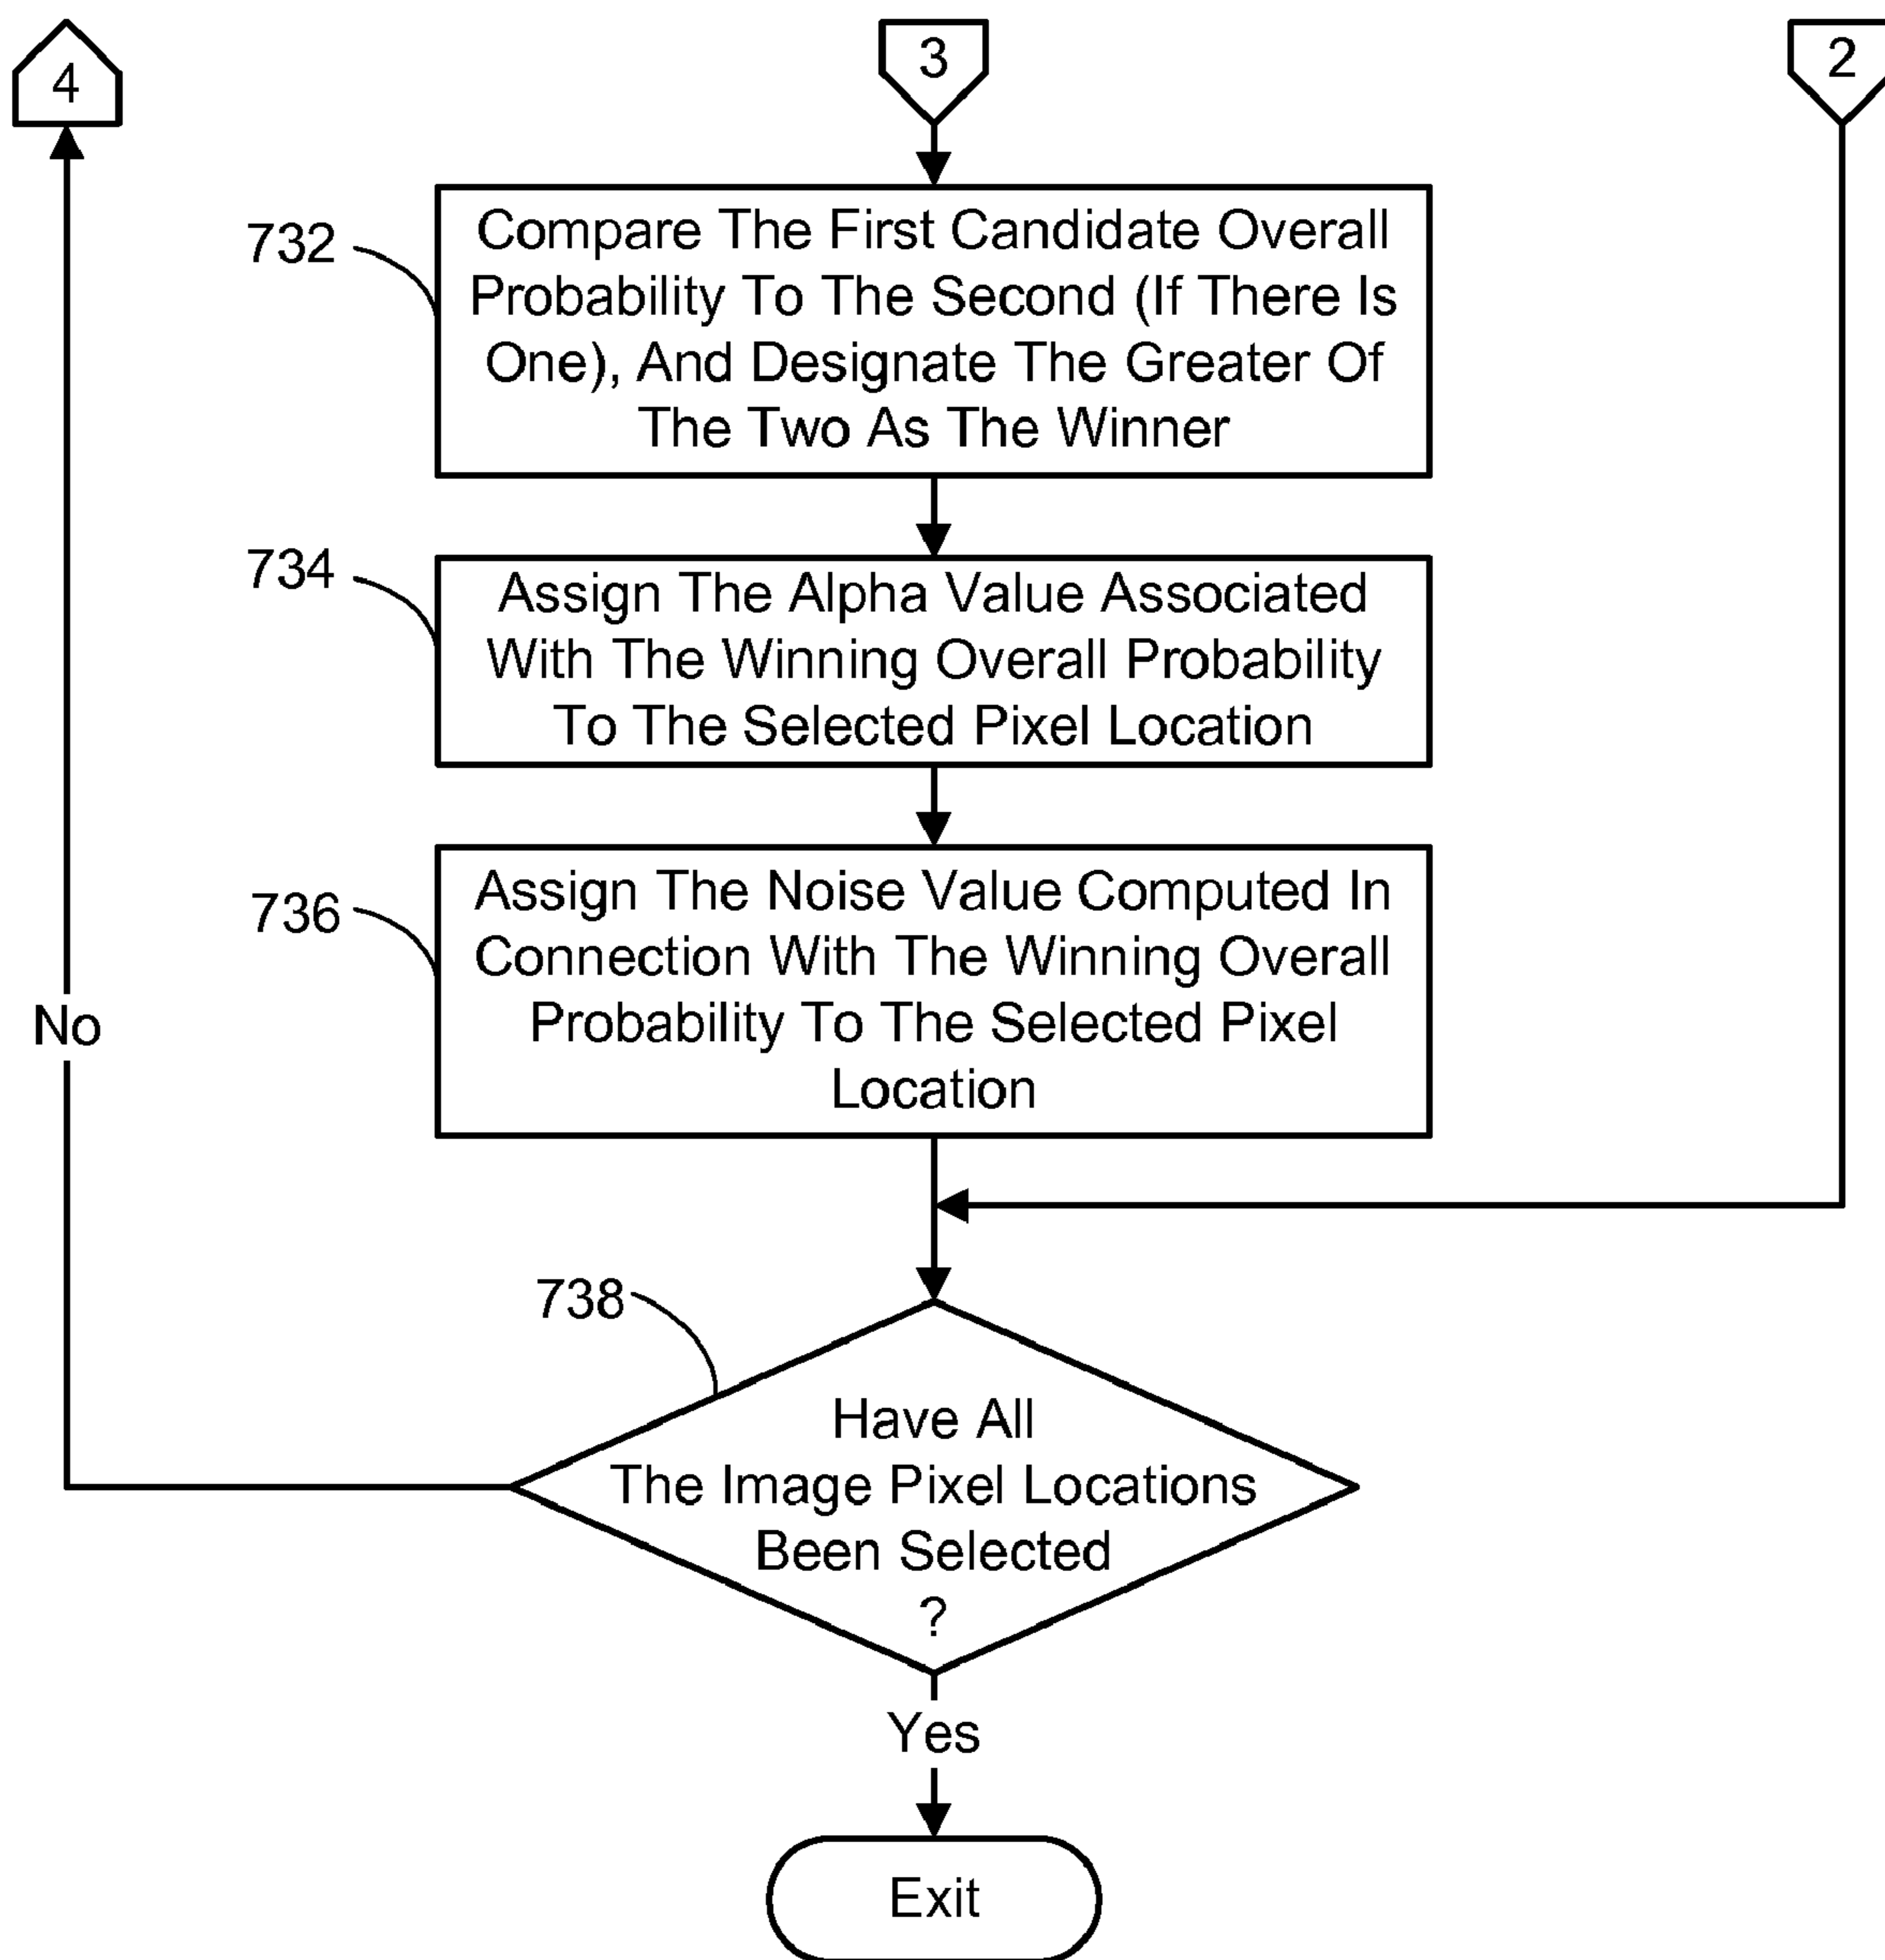 4
3
2
732
Compare The First Candidate Overall
Probability To The Second (If There Is
One), And Designate The Greater Of
The Two As The Winner
734
Assign The Alpha Value Associated
With The Winning Overall Probability
To The Selected Pixel Location
736
Assign The Noise Value Computed In
Connection With The Winning Overall
Probability To The Selected Pixel
Location
No
738
Have All
The Image Pixel Locations
Been Selected
?
Yes
Exit